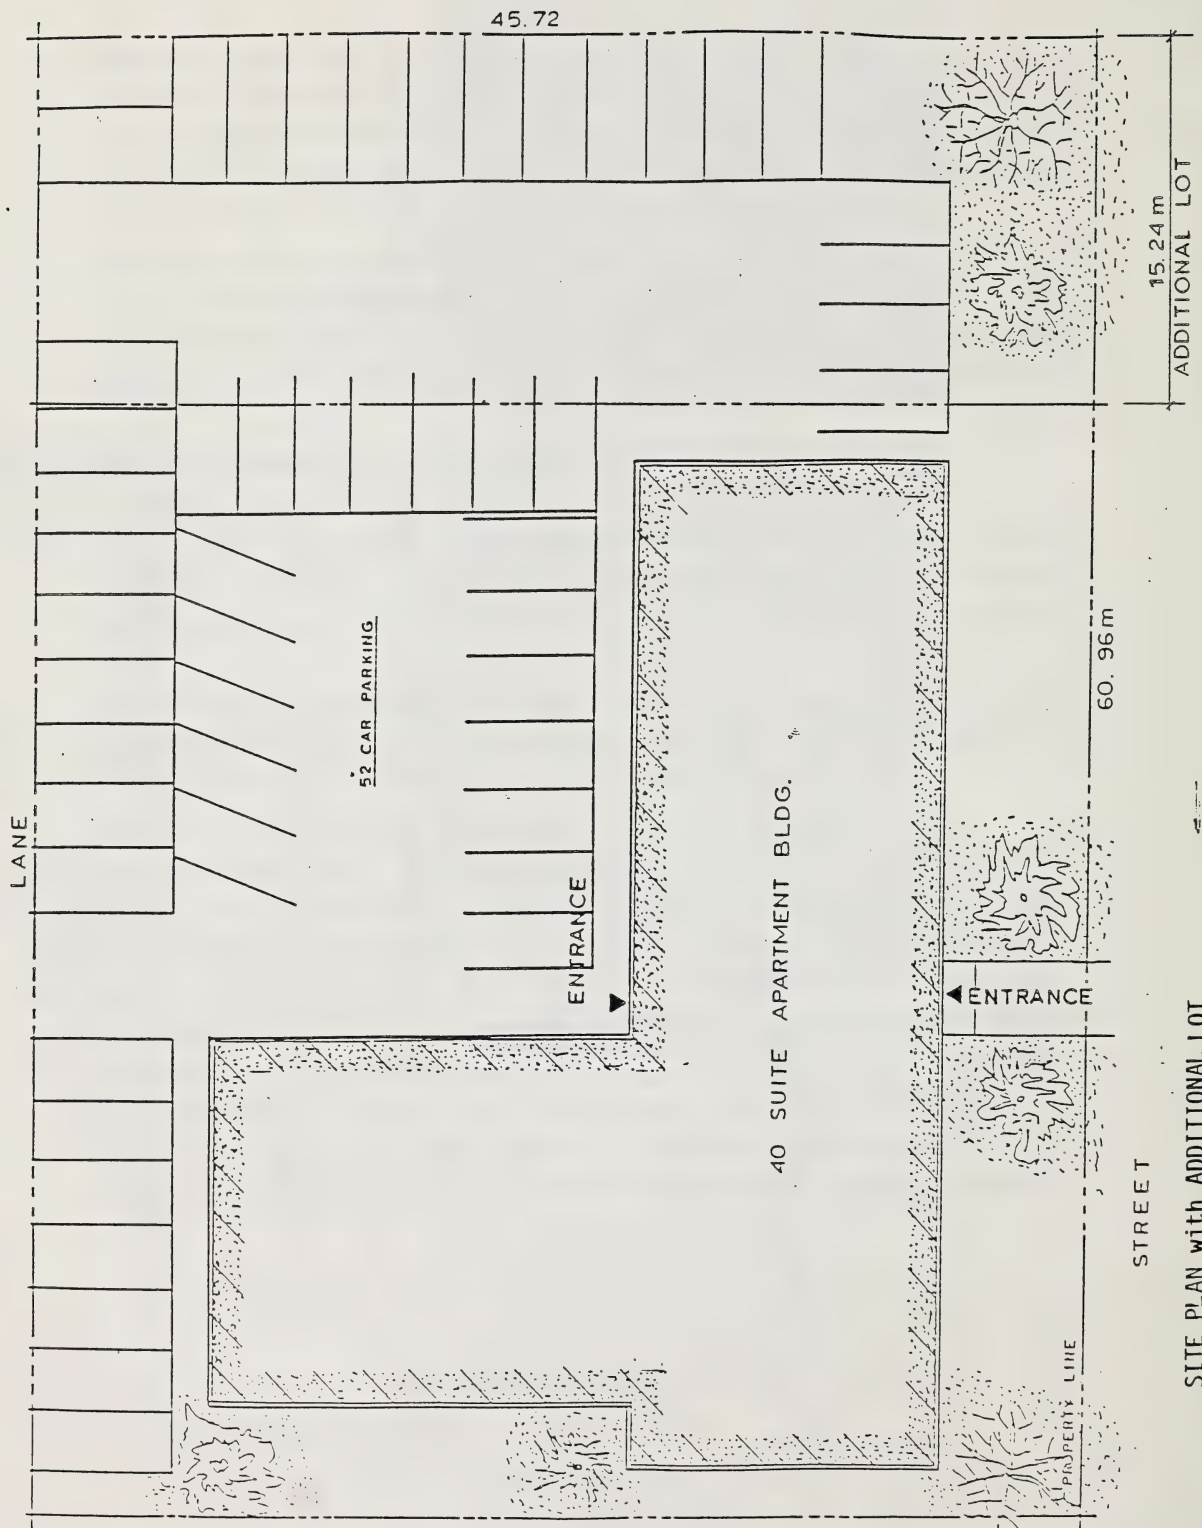 45.72
15.24 m
ADDITIONAL LOT
LANE
52 CAR PARKING
60.96m
ENTRANCE
40 SUITE APARTMENT BLDG.
ENTRANCE
STREET
PROPERTY LINE
SITE PLAN with ADDITIONAL LOT